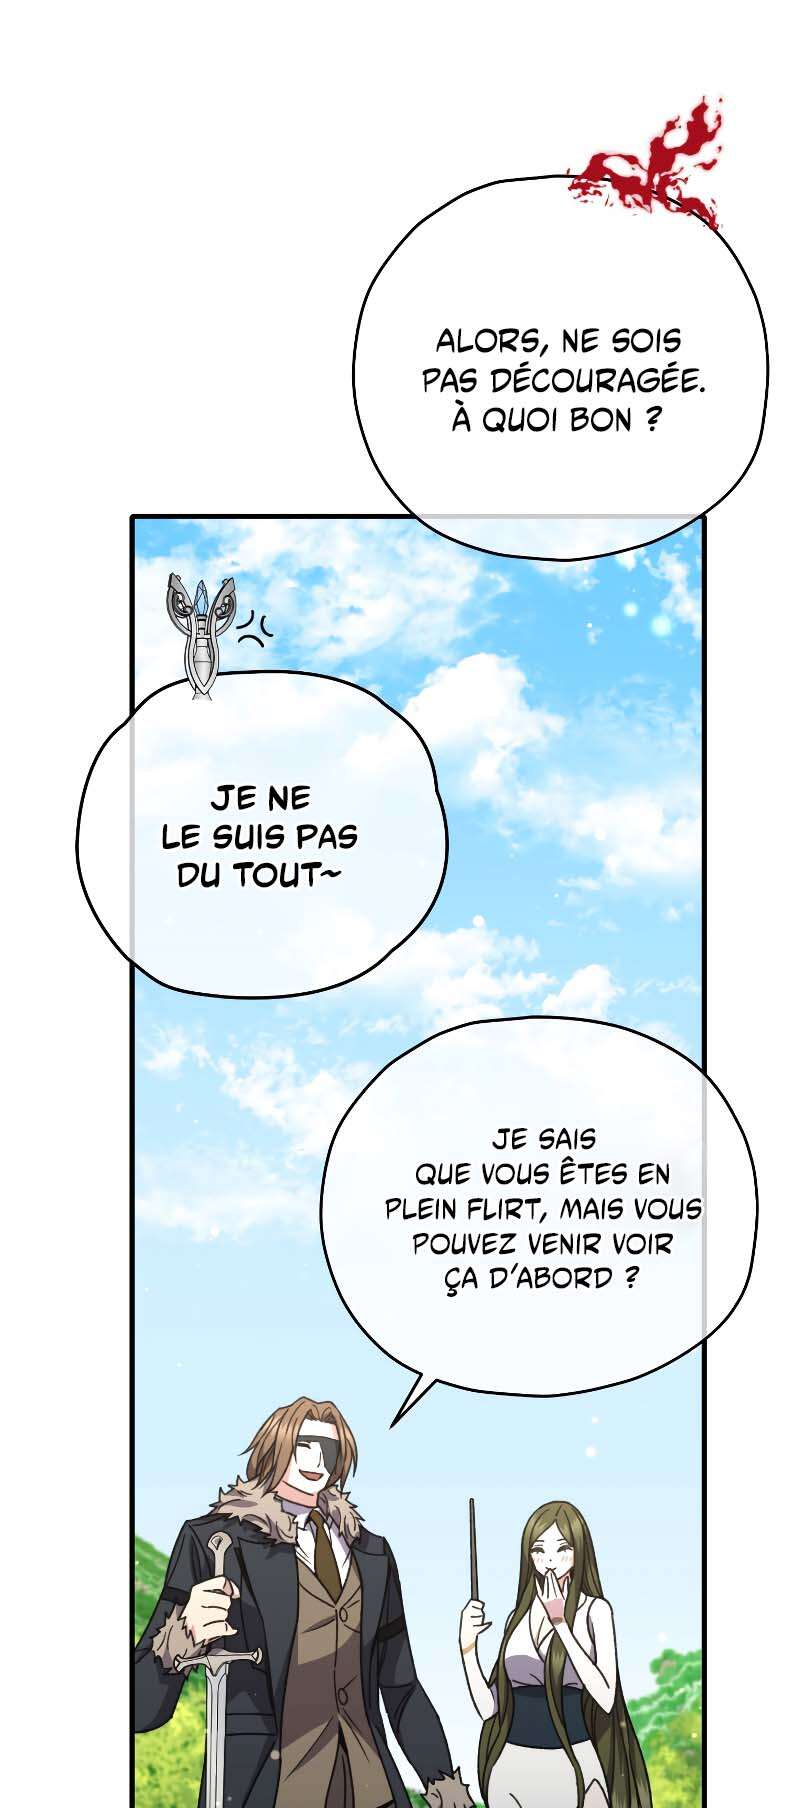 ALORS, NE SOIS
PAS DÉCOURAGÉE.
À QUOI BON ?
JE NE
LE SUIS PAS
DU TOUT~
JE SAIS
QUE VOUS ÊTES EN
PLEIN FLIRT, MAIS VOUS
POUVEZ VENIR VOIR
ÇA D'ABORD ?